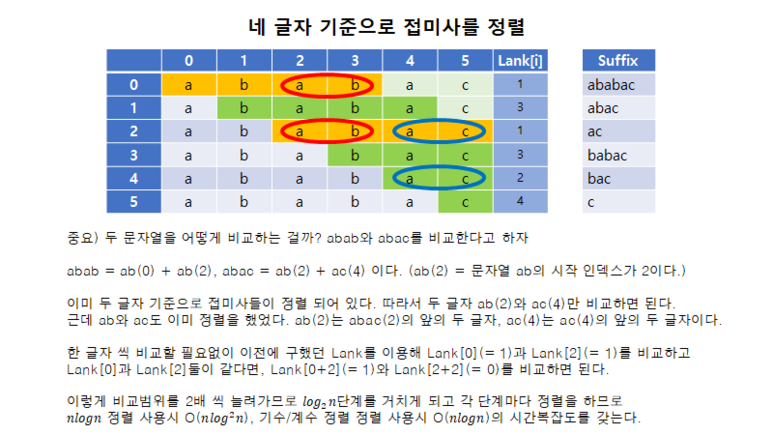 네 글자 기준으로 접미사를 정렬
0 1 2 3 4 5 Lank[i] Suffix
0 a b a b a c 1 ababac
1 a b a b a c 3 abac
2 a b a b a c 1 ac
3 a b a b a c 3 babac
4 a b a b a c 2 bac
5 a b a b a c 4 c
중요) 두 문자열을 어떻게 비교하는 걸까? abab와 abac를 비교한다고 하자
abab = ab(0) + ab(2), abac = ab(2) + ac(4) 이다. (ab(2) = 문자열 ab의 시작 인덱스가 2이다.)
이미 두 글자 기준으로 접미사들이 정렬 되어 있다. 따라서 두 글자 ab(2)와 ac(4)만 비교하면 된다.
근데 ab와 ac도 이미 정렬을 했었다. ab(2)는 abac(2)의 앞의 두 글자, ac(4)는 ac(4)의 앞의 두 글자이다.
한 글자 씩 비교할 필요없이 이전에 구했던 Lank를 이용해 Lank[0](= 1)과 Lank[2](= 1)를 비교하고
Lank[0]과 Lank[2]둘이 같다면, Lank[0+2](= 1)와 Lank[2+2](= 0)를 비교하면 된다.
이렇게 비교범위를 2배 씩 늘려가므로 log₂n단계를 거치게 되고 각 단계마다 정렬을 하므로
nlogn 정렬 사용시 O(nlog²n), 기수/계수 정렬 정렬 사용시 O(nlogn)의 시간복잡도를 갖는다.